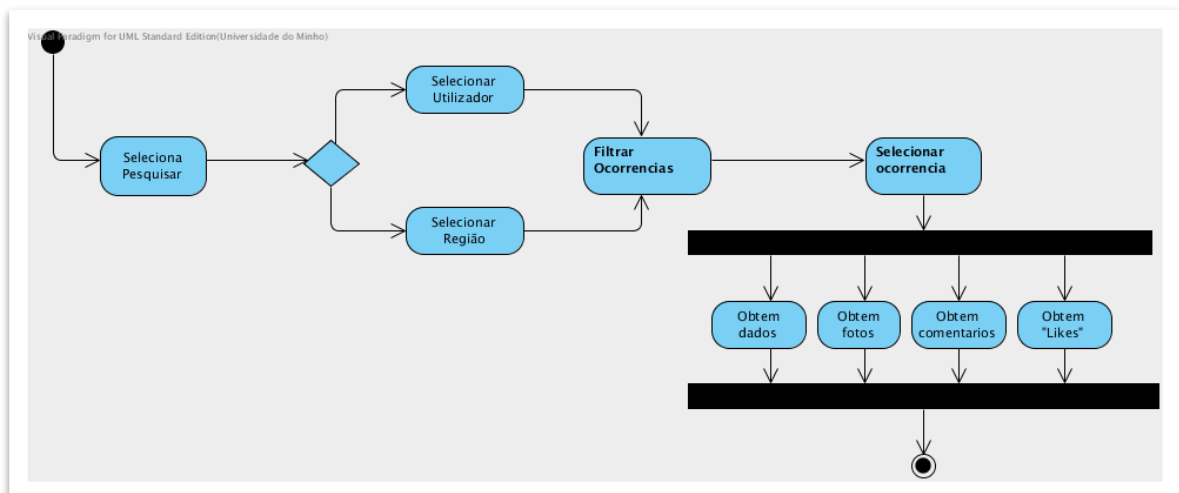 Visual Paradigm for UML Standard Edition(Universidade do Minho)
Seleciona
Pesquisar
Selecionar
Utilizador
Selecionar
Região
Filtrar
Ocorrencias
Selecionar
ocorrencia
Obtem
dados
Obtem
fotos
Obtem
comentarios
Obtem
"Likes"